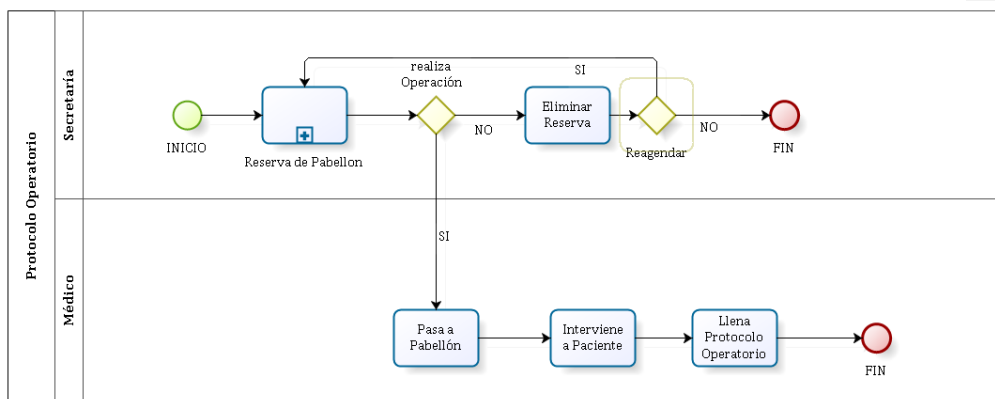 Protocolo Operatorio
Secretaría
INICIO
Reserva de Pabellon
realiza
Operación
NO
Eliminar
Reserva
SI
Reagendar
NO
FIN
SI
Médico
Pasa a
Pabellón
Interviene
a Paciente
Llena
Protocolo
Operatorio
FIN